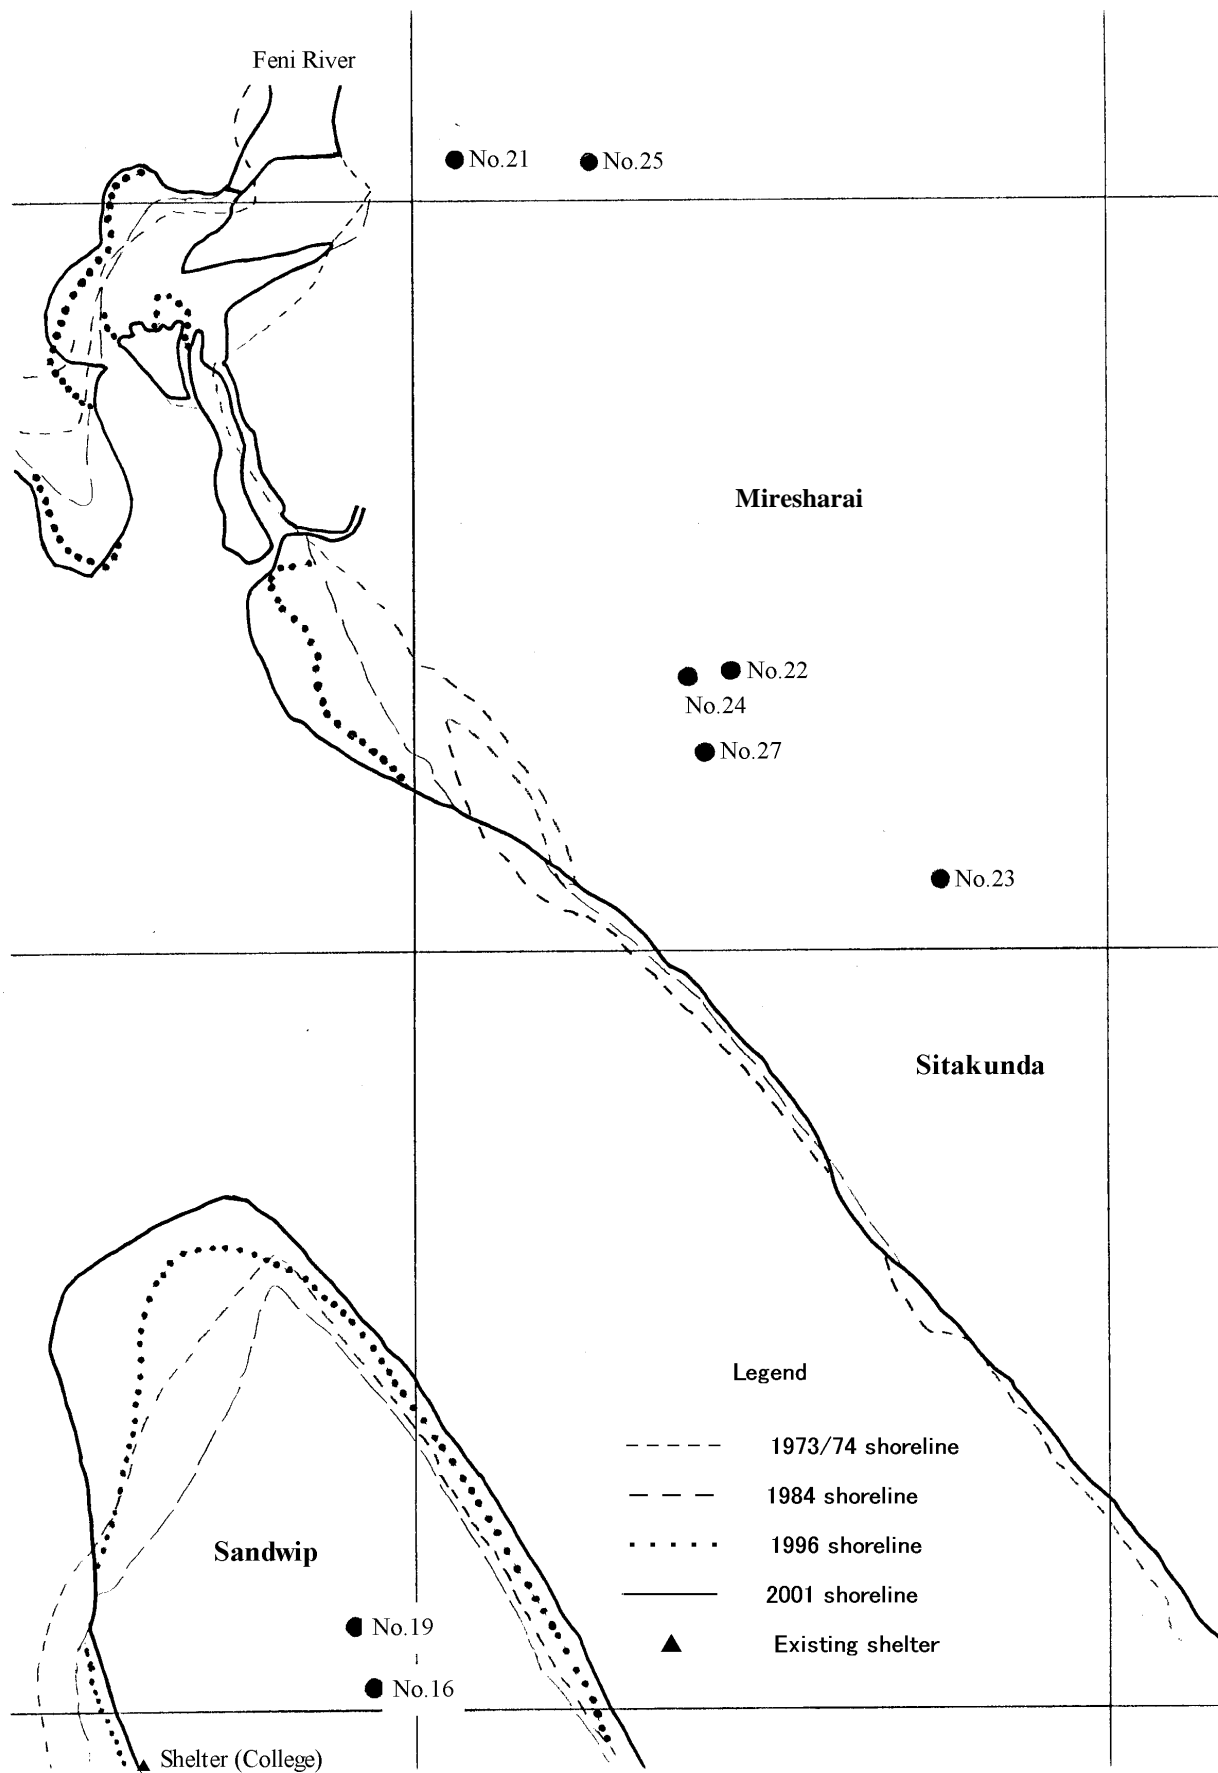 Feni River
No.21
No.25
Miresharai
No.22
No.24
No.27
No.23
Sitakunda
Legend
1973/74 shoreline
1984 shoreline
1996 shoreline
2001 shoreline
Existing shelter
Sandwip
No.19
No.16
Shelter (College)